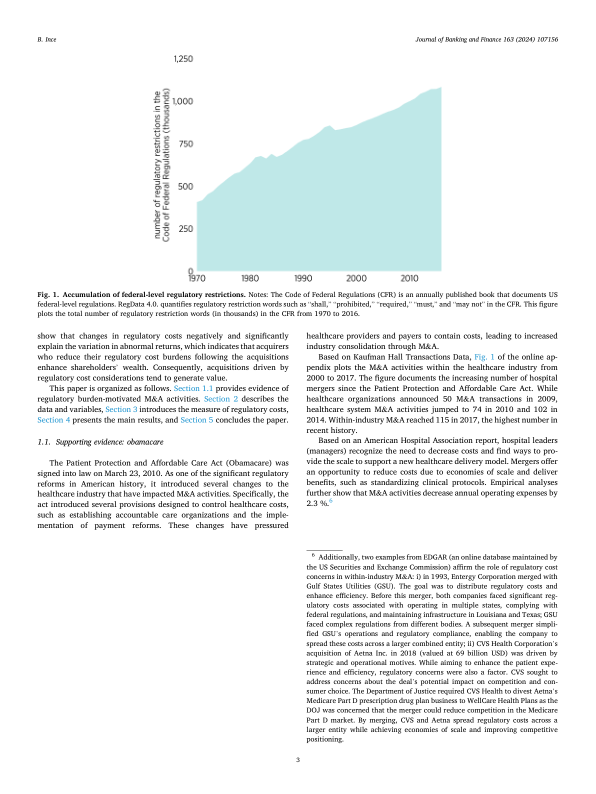 B. Ince
Journal of Banking and Finance 163 (2024) 107156
1,250
1,000
750
500
250
0
number of regulatory restrictions in the
Code of Federal Regulations (thousands)
1970
1980
1990
2000
2010
Fig. 1. Accumulation of federal-level regulatory restrictions. Notes: The Code of Federal Regulations (CFR) is an annually published book that documents US
federal-level regulations. RegData 4.0. quantifies regulatory restriction words such as "shall," "prohibited," "required," "must," and "may not" in the CFR. This figure
plots the total number of regulatory restriction words (in thousands) in the CFR from 1970 to 2016.
show that changes in regulatory costs negatively and significantly
explain the variation in abnormal returns, which indicates that acquirers
who reduce their regulatory cost burdens following the acquisitions
enhance shareholders' wealth. Consequently, acquisitions driven by
regulatory cost considerations tend to generate value.
This paper is organized as follows. Section 1.1 provides evidence of
regulatory burden-motivated M&A activities. Section 2 describes the
data and variables, Section 3 introduces the measure of regulatory costs,
Section 4 presents the main results, and Section 5 concludes the paper.
1.1. Supporting evidence: obamacare
The Patient Protection and Affordable Care Act (Obamacare) was
signed into law on March 23, 2010. As one of the significant regulatory
reforms in American history, it introduced several changes to the
healthcare industry that have impacted M&A activities. Specifically, the
act introduced several provisions designed to control healthcare costs,
such as establishing accountable care organizations and the imple-
mentation of payment reforms. These changes have pressured
healthcare providers and payers to contain costs, leading to increased
industry consolidation through M&A.
Based on Kaufman Hall Transactions Data, Fig. 1 of the online ap-
pendix plots the M&A activities within the healthcare industry from
2000 to 2017. The figure documents the increasing number of hospital
mergers since the Patient Protection and Affordable Care Act. While
healthcare organizations announced 50 M&A transactions in 2009,
healthcare system M&A activities jumped to 74 in 2010 and 102 in
2014. Within-industry M&A reached 115 in 2017, the highest number in
recent history.
Based on an American Hospital Association report, hospital leaders
(managers) recognize the need to decrease costs and find ways to pro-
vide the scale to support a new healthcare delivery model. Mergers offer
an opportunity to reduce costs due to economies of scale and deliver
benefits, such as standardizing clinical protocols. Empirical analyses
further show that M&A activities decrease annual operating expenses by
2.3 %.6
6 Additionally, two examples from EDGAR (an online database maintained by
the US Securities and Exchange Commission) affirm the role of regulatory cost
concerns in within-industry M&A: i) in 1993, Entergy Corporation merged with
Gulf States Utilities (GSU). The goal was to distribute regulatory costs and
enhance efficiency. Before this merger, both companies faced significant reg-
ulatory costs associated with operating in multiple states, complying with
federal regulations, and maintaining infrastructure in Louisiana and Texas; GSU
faced complex regulations from different bodies. A subsequent merger simpli-
fied GSU's operations and regulatory compliance, enabling the company to
spread these costs across a larger combined entity; ii) CVS Health Corporation's
acquisition of Aetna Inc. in 2018 (valued at 69 billion USD) was driven by
strategic and operational motives. While aiming to enhance the patient expe-
rience and efficiency, regulatory concerns were also a factor. CVS sought to
address concerns about the deal's potential impact on competition and con-
sumer choice. The Department of Justice required CVS Health to divest Aetna's
Medicare Part D prescription drug plan business to WellCare Health Plans as the
DOJ was concerned that the merger could reduce competition in the Medicare
Part D market. By merging, CVS and Aetna spread regulatory costs across a
larger entity while achieving economies of scale and improving competitive
positioning.
3